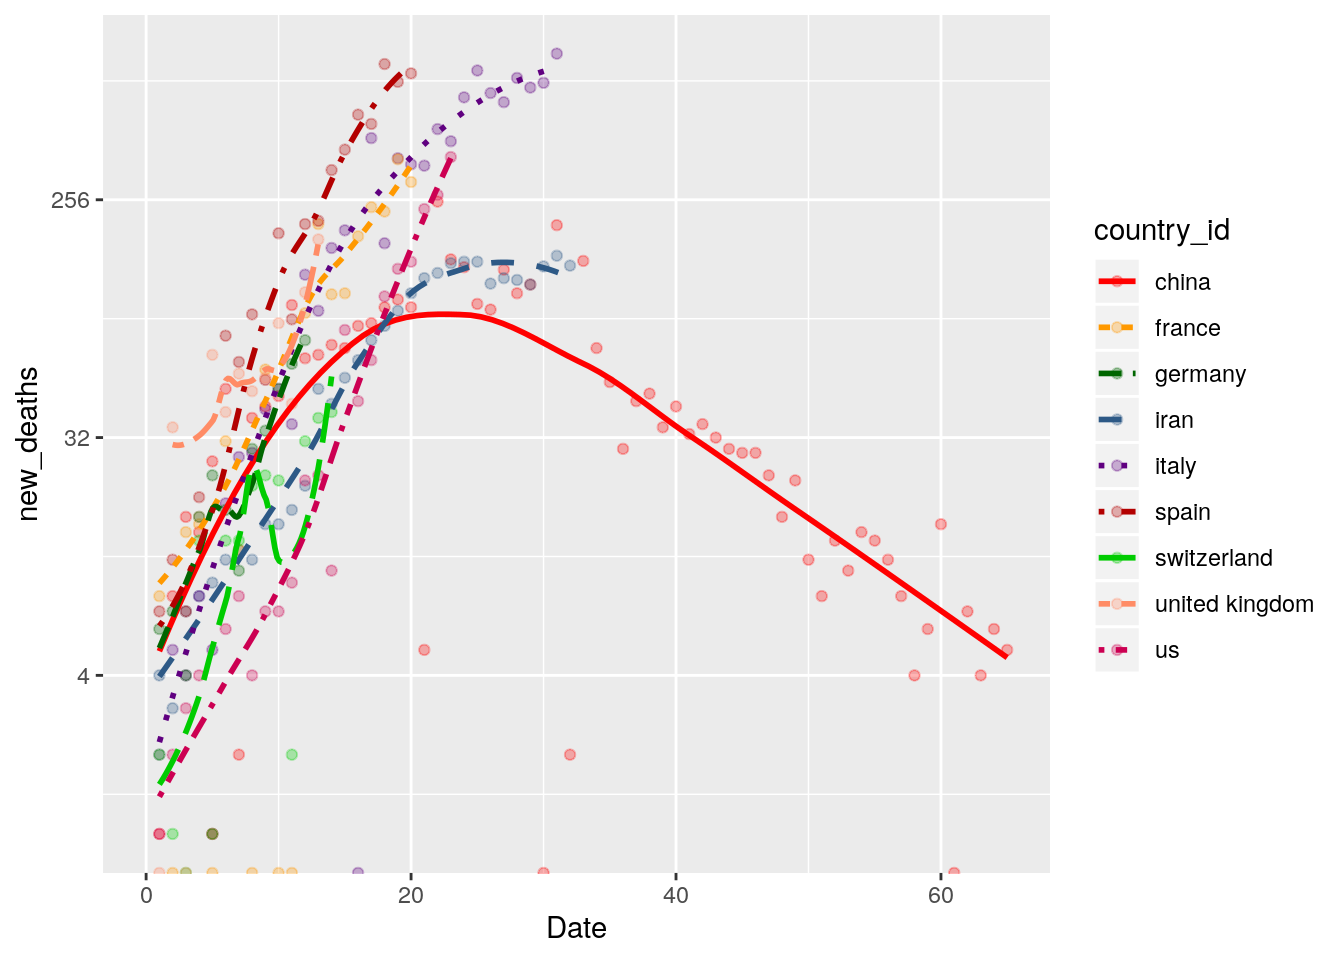 256
32
4
new_deaths
0 20 40 60
Date
country_id
china
france
germany
iran
italy
spain
switzerland
united kingdom
us